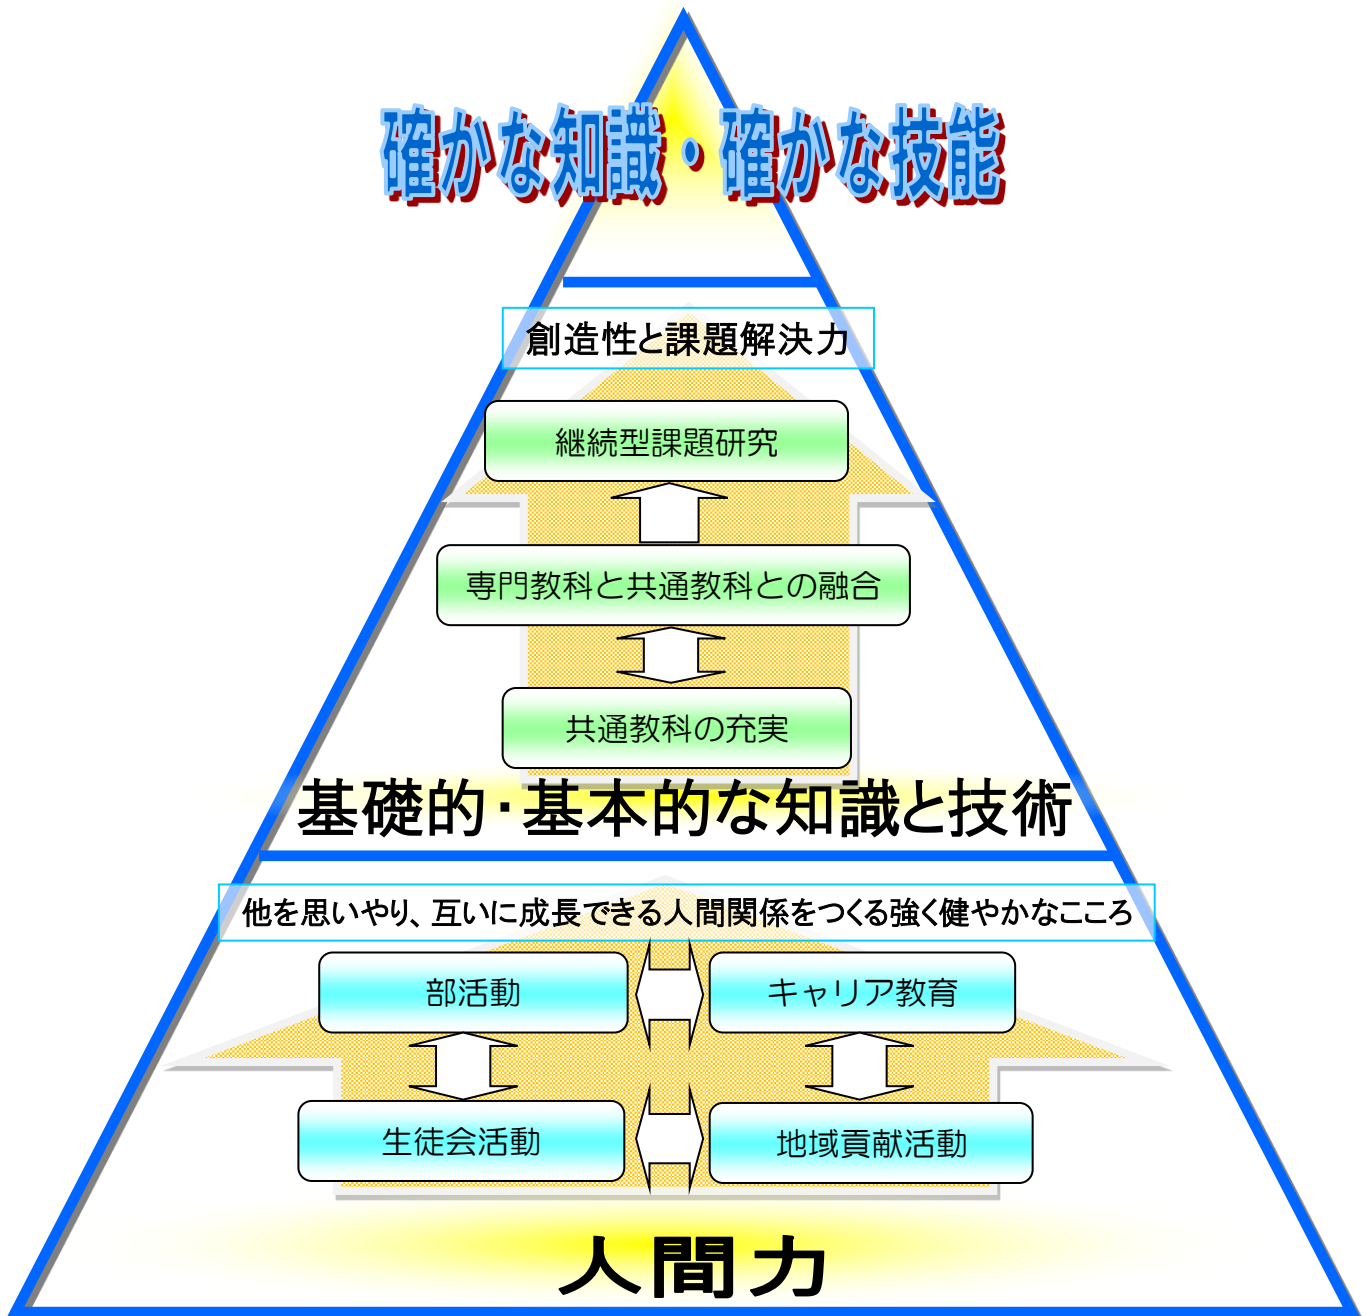 確かな知識・確かな技能
創造性と課題解決力
継続型課題研究
専門教科と共通教科との融合
共通教科の充実
基礎的・基本的な知識と技術
他を思いやり、互いに成長できる人間関係をつくる強く健やかなこころ
部活動
キャリア教育
生徒会活動
地域貢献活動
人間力